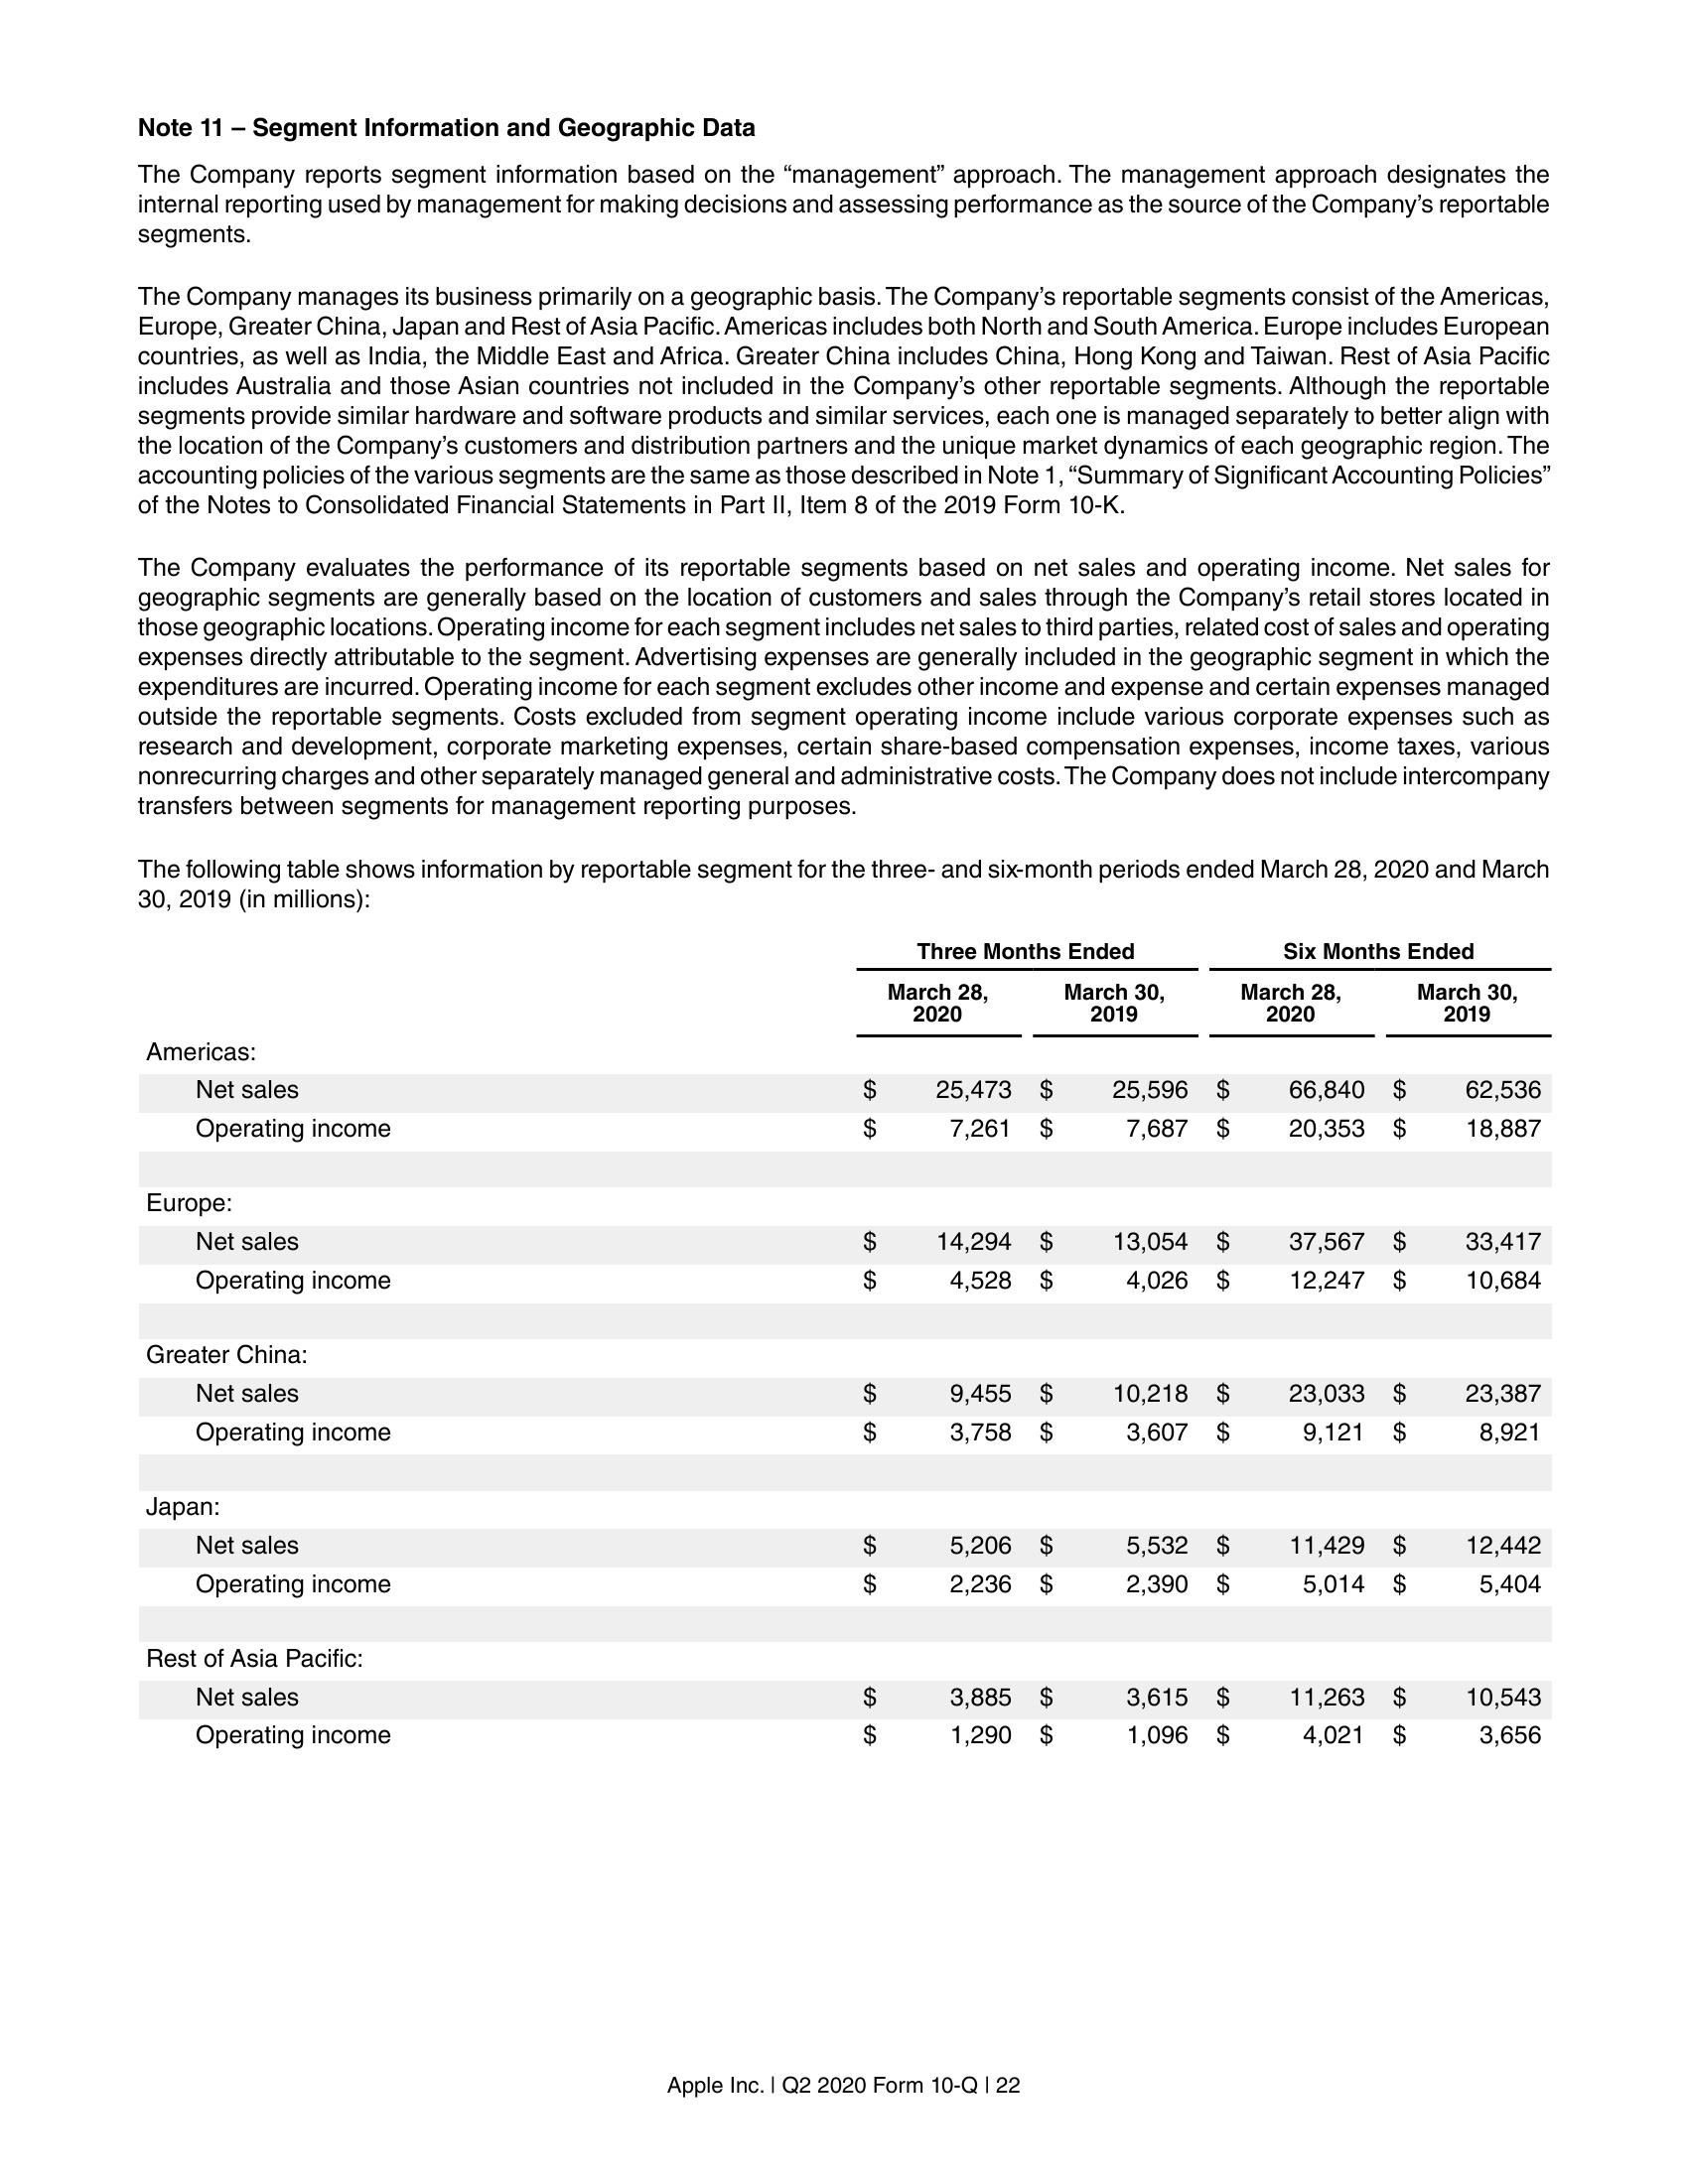 Note 11 – Segment Information and Geographic Data
The Company reports segment information based on the “management” approach. The management approach designates the
internal reporting used by management for making decisions and assessing performance as the source of the Company’s reportable
segments.
The Company manages its business primarily on a geographic basis. The Company’s reportable segments consist of the Americas,
Europe, Greater China, Japan and Rest of Asia Pacific. Americas includes both North and South America. Europe includes European
countries, as well as India, the Middle East and Africa. Greater China includes China, Hong Kong and Taiwan. Rest of Asia Pacific
includes Australia and those Asian countries not included in the Company’s other reportable segments. Although the reportable
segments provide similar hardware and software products and similar services, each one is managed separately to better align with
the location of the Company’s customers and distribution partners and the unique market dynamics of each geographic region. The
accounting policies of the various segments are the same as those described in Note 1, “Summary of Significant Accounting Policies”
of the Notes to Consolidated Financial Statements in Part II, Item 8 of the 2019 Form 10-K.
The Company evaluates the performance of its reportable segments based on net sales and operating income. Net sales for
geographic segments are generally based on the location of customers and sales through the Company’s retail stores located in
those geographic locations. Operating income for each segment includes net sales to third parties, related cost of sales and operating
expenses directly attributable to the segment. Advertising expenses are generally included in the geographic segment in which the
expenditures are incurred. Operating income for each segment excludes other income and expense and certain expenses managed
outside the reportable segments. Costs excluded from segment operating income include various corporate expenses such as
research and development, corporate marketing expenses, certain share-based compensation expenses, income taxes, various
nonrecurring charges and other separately managed general and administrative costs. The Company does not include intercompany
transfers between segments for management reporting purposes.
The following table shows information by reportable segment for the three- and six-month periods ended March 28, 2020 and March
30, 2019 (in millions):
Three Months Ended Six Months Ended
March 28, March 30, March 28, March 30,
2020 2019 2020 2019
Americas:
Net sales $ 25,473 $ 25,596 $ 66,840 $ 62,536
Operating income $ 7,261 $ 7,687 $ 20,353 $ 18,887
Europe:
Net sales $ 14,294 $ 13,054 $ 37,567 $ 33,417
Operating income $ 4,528 $ 4,026 $ 12,247 $ 10,684
Greater China:
Net sales $ 9,455 $ 10,218 $ 23,033 $ 23,387
Operating income $ 3,758 $ 3,607 $ 9,121 $ 8,921
Japan:
Net sales $ 5,206 $ 5,532 $ 11,429 $ 12,442
Operating income $ 2,236 $ 2,390 $ 5,014 $ 5,404
Rest of Asia Pacific:
Net sales $ 3,885 $ 3,615 $ 11,263 $ 10,543
Operating income $ 1,290 $ 1,096 $ 4,021 $ 3,656
Apple Inc. | Q2 2020 Form 10-Q | 22